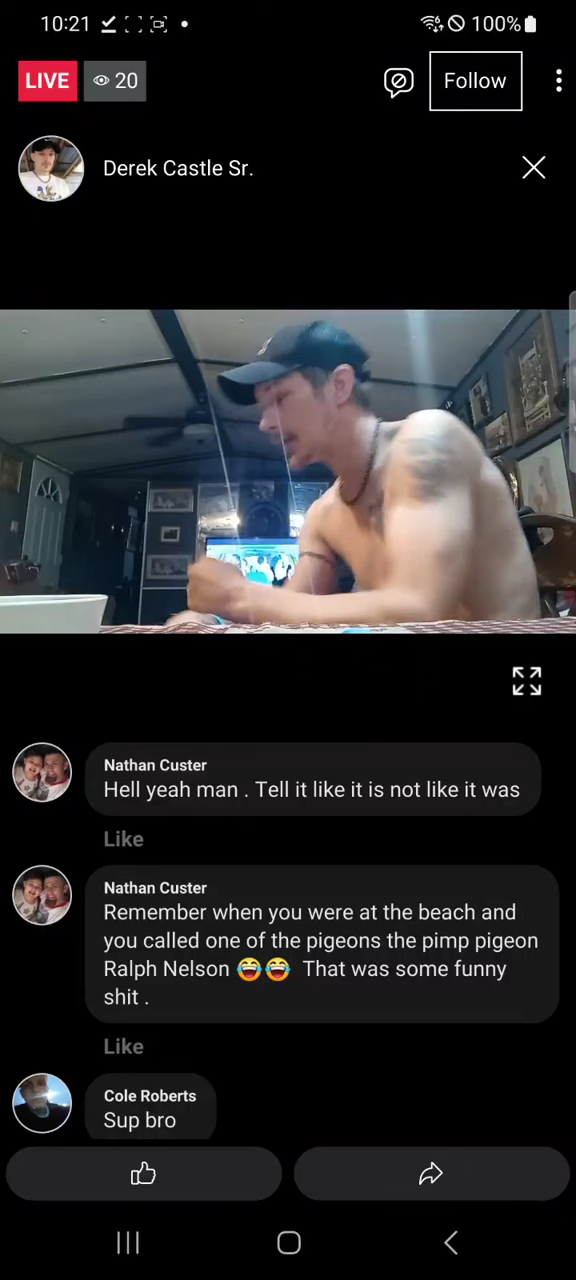 10:21
100%
LIVE
20
Follow
Derek Castle Sr.
Nathan Custer
Hell yeah man . Tell it like it is not like it was
Like
Nathan Custer
Remember when you were at the beach and
you called one of the pigeons the pimp pigeon
Ralph Nelson 😂😂 That was some funny
shit .
Like
Cole Roberts
Sup bro